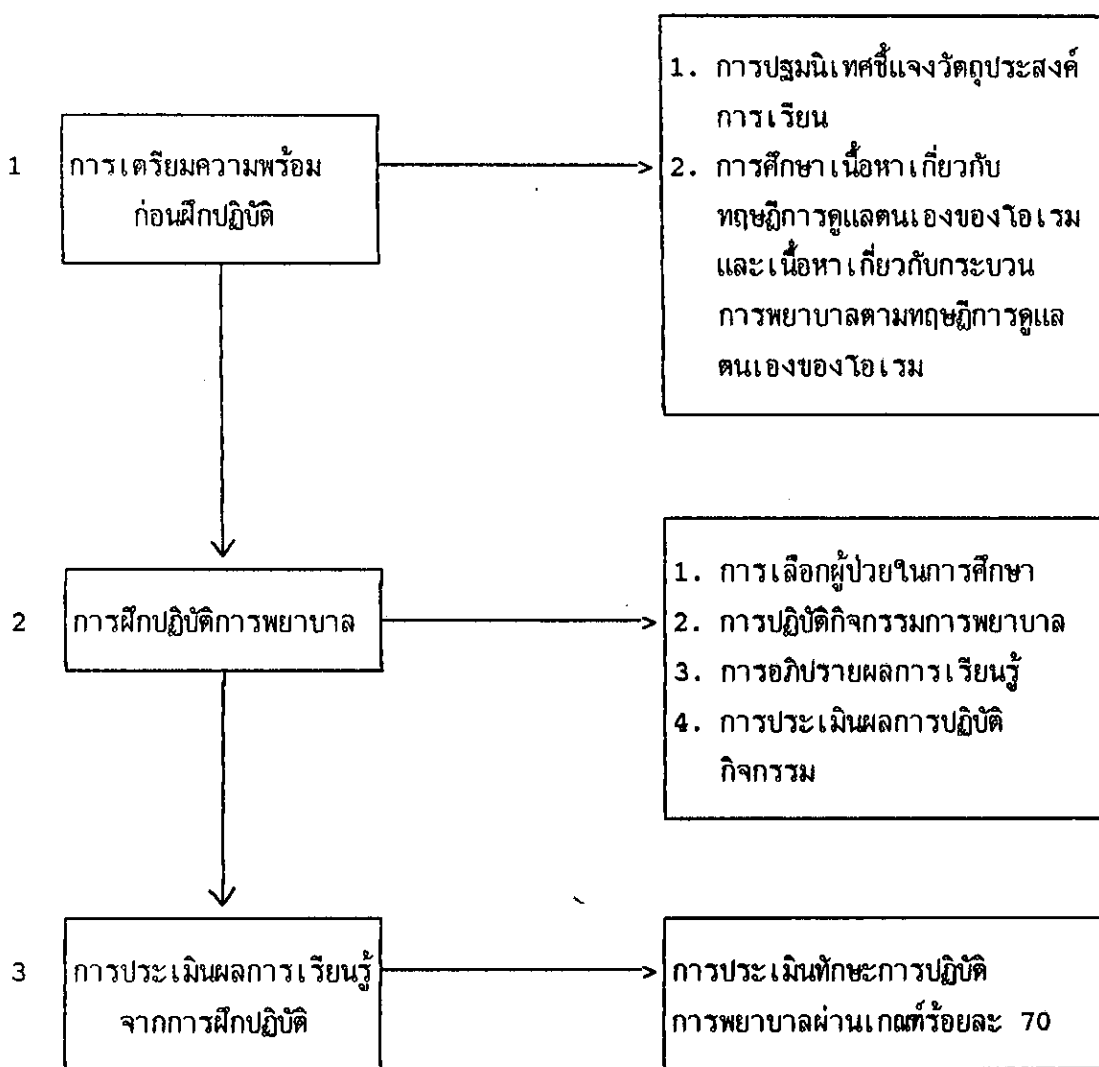 1 การเตรียมความพร้อม
ก่อนฝึกปฏิบัติ
1. การปฐมนิเทศชี้แจงวัตถุประสงค์
การเรียน
2. การศึกษาเนื้อหาเกี่ยวกับ
ทฤษฎีการดูแลตนเองของโอเรม
และเนื้อหาเกี่ยวกับกระบวน
การพยาบาลตามทฤษฎีการดูแล
ตนเองของโอเรม
2 การฝึกปฏิบัติการพยาบาล
1. การเลือกผู้ป่วยในการศึกษา
2. การปฏิบัติกิจกรรมการพยาบาล
3. การอภิปรายผลการเรียนรู้
4. การประเมินผลการปฏิบัติ
กิจกรรม
3 การประเมินผลการเรียนรู้
จากการฝึกปฏิบัติ
การประเมินทักษะการปฏิบัติ
การพยาบาลผ่านเกณฑ์ร้อยละ 70